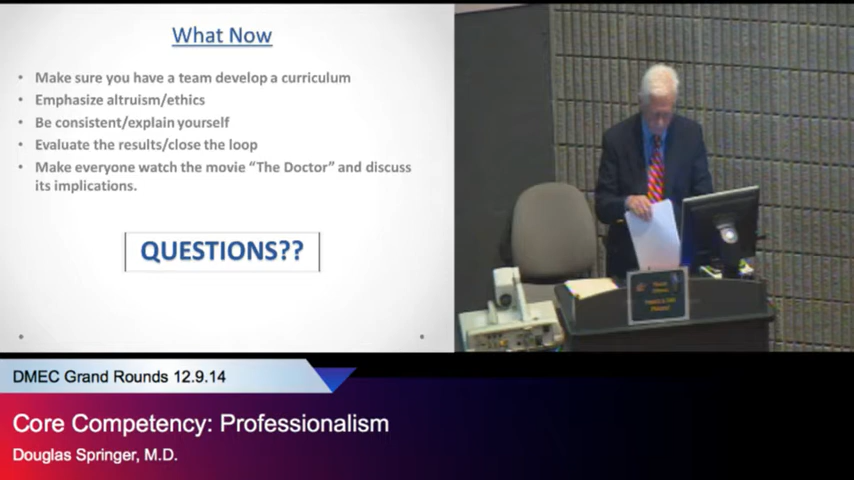 What Now
• Make sure you have a team develop a curriculum
• Emphasize altruism/ethics
• Be consistent/explain yourself
• Evaluate the results/close the loop
• Make everyone watch the movie “The Doctor” and discuss
its implications.
QUESTIONS??
DMEC Grand Rounds 12.9.14
Core Competency: Professionalism
Douglas Springer, M.D.